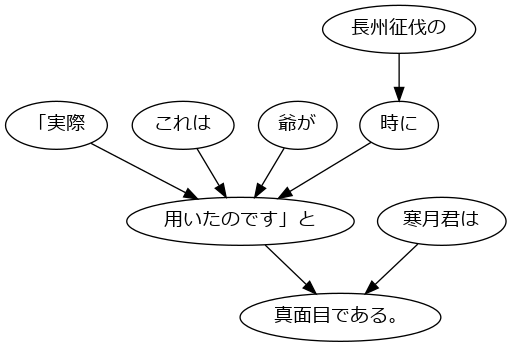 長州征伐の
「実際
これは
爺が
時に
用いたのです」と
寒月君は
真面目である。